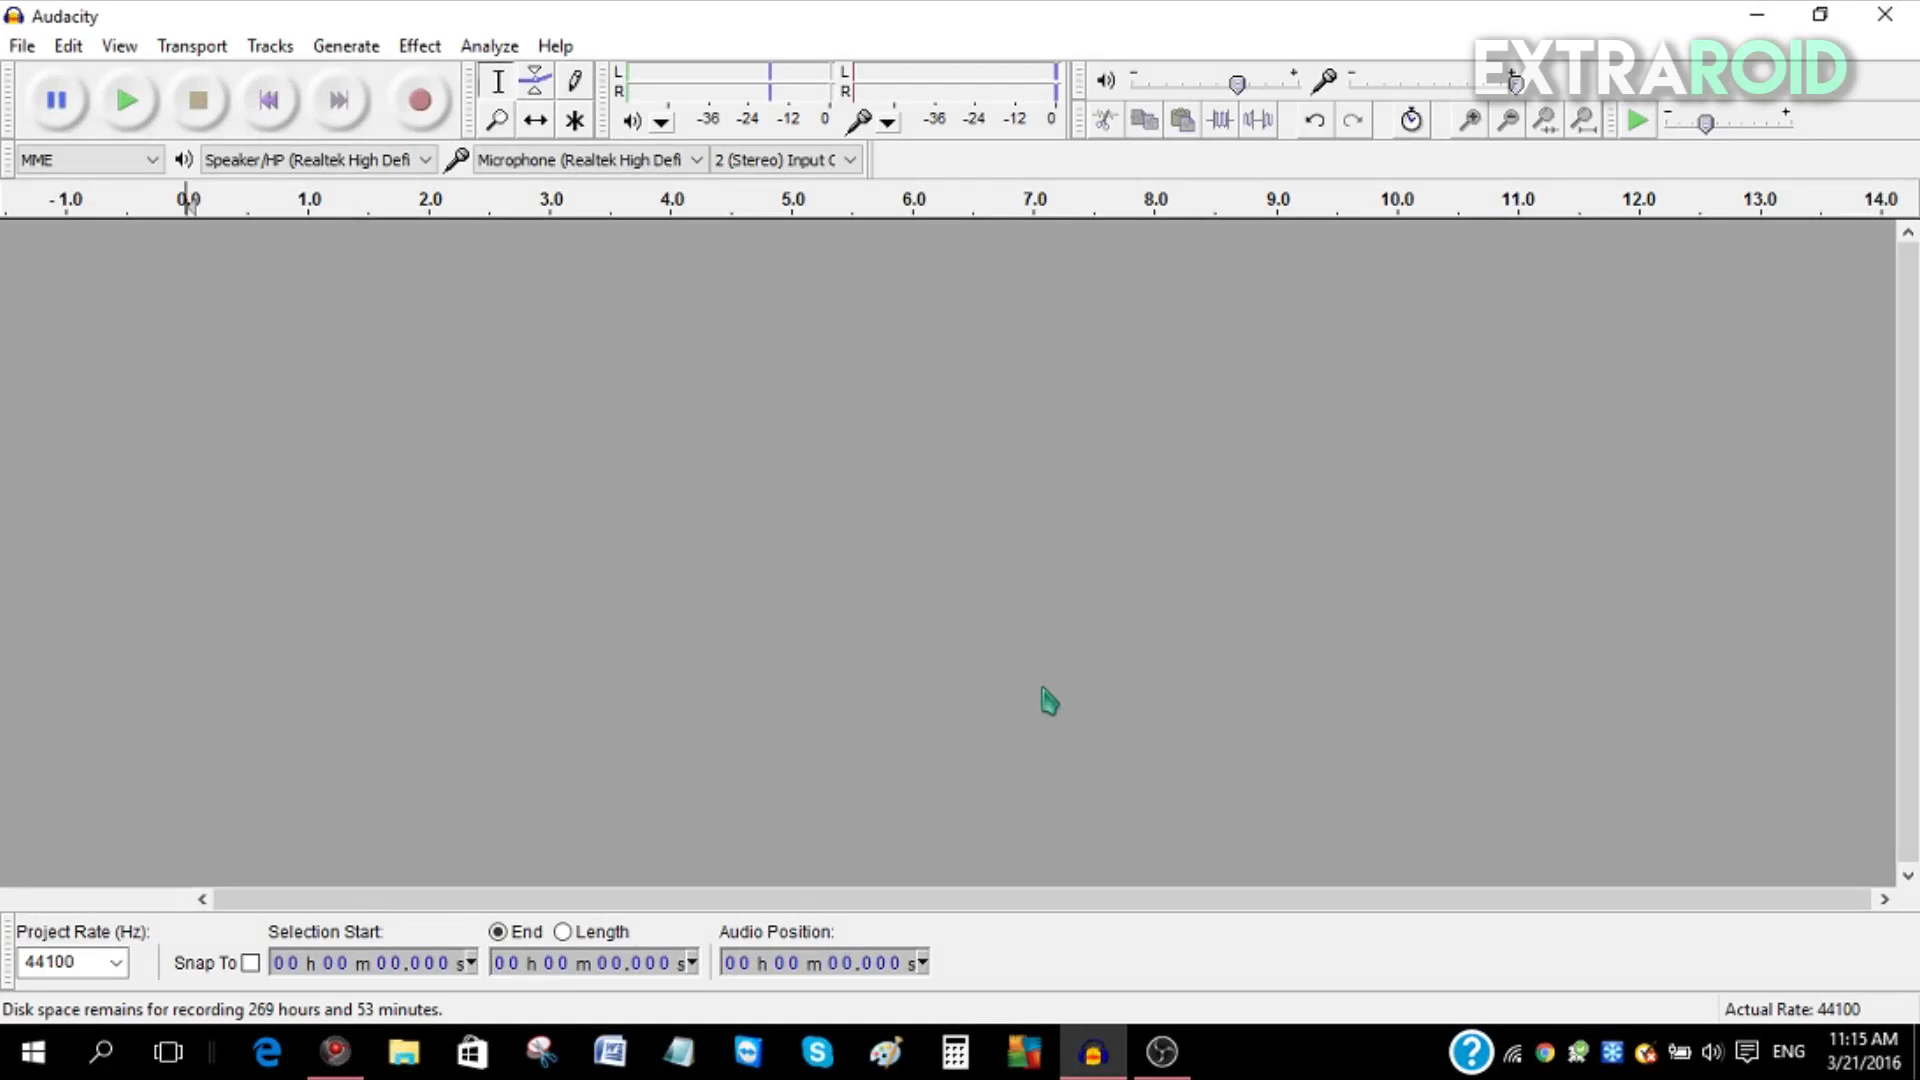 Audacity
File Edit View Transport Tracks Generate Effect Analyze Help
EXTRAROID
L
R
-36 -24 -12 0
L
R
-36 -24 -12 0
MME
Speaker/HP (Realtek High Defi
Microphone (Realtek High Defi
2 (Stereo) Input C
- 1.0 0.0 1.0 2.0 3.0 4.0 5.0 6.0 7.0 8.0 9.0 10.0 11.0 12.0 13.0 14.0
Project Rate (Hz):
44100
Snap To
Selection Start:
00 h 00 m 00.000 s
End Length
00 h 00 m 00.000 s
Audio Position:
00 h 00 m 00.000 s
Disk space remains for recording 269 hours and 53 minutes.
Actual Rate: 44100
ENG
11:15 AM
3/21/2016